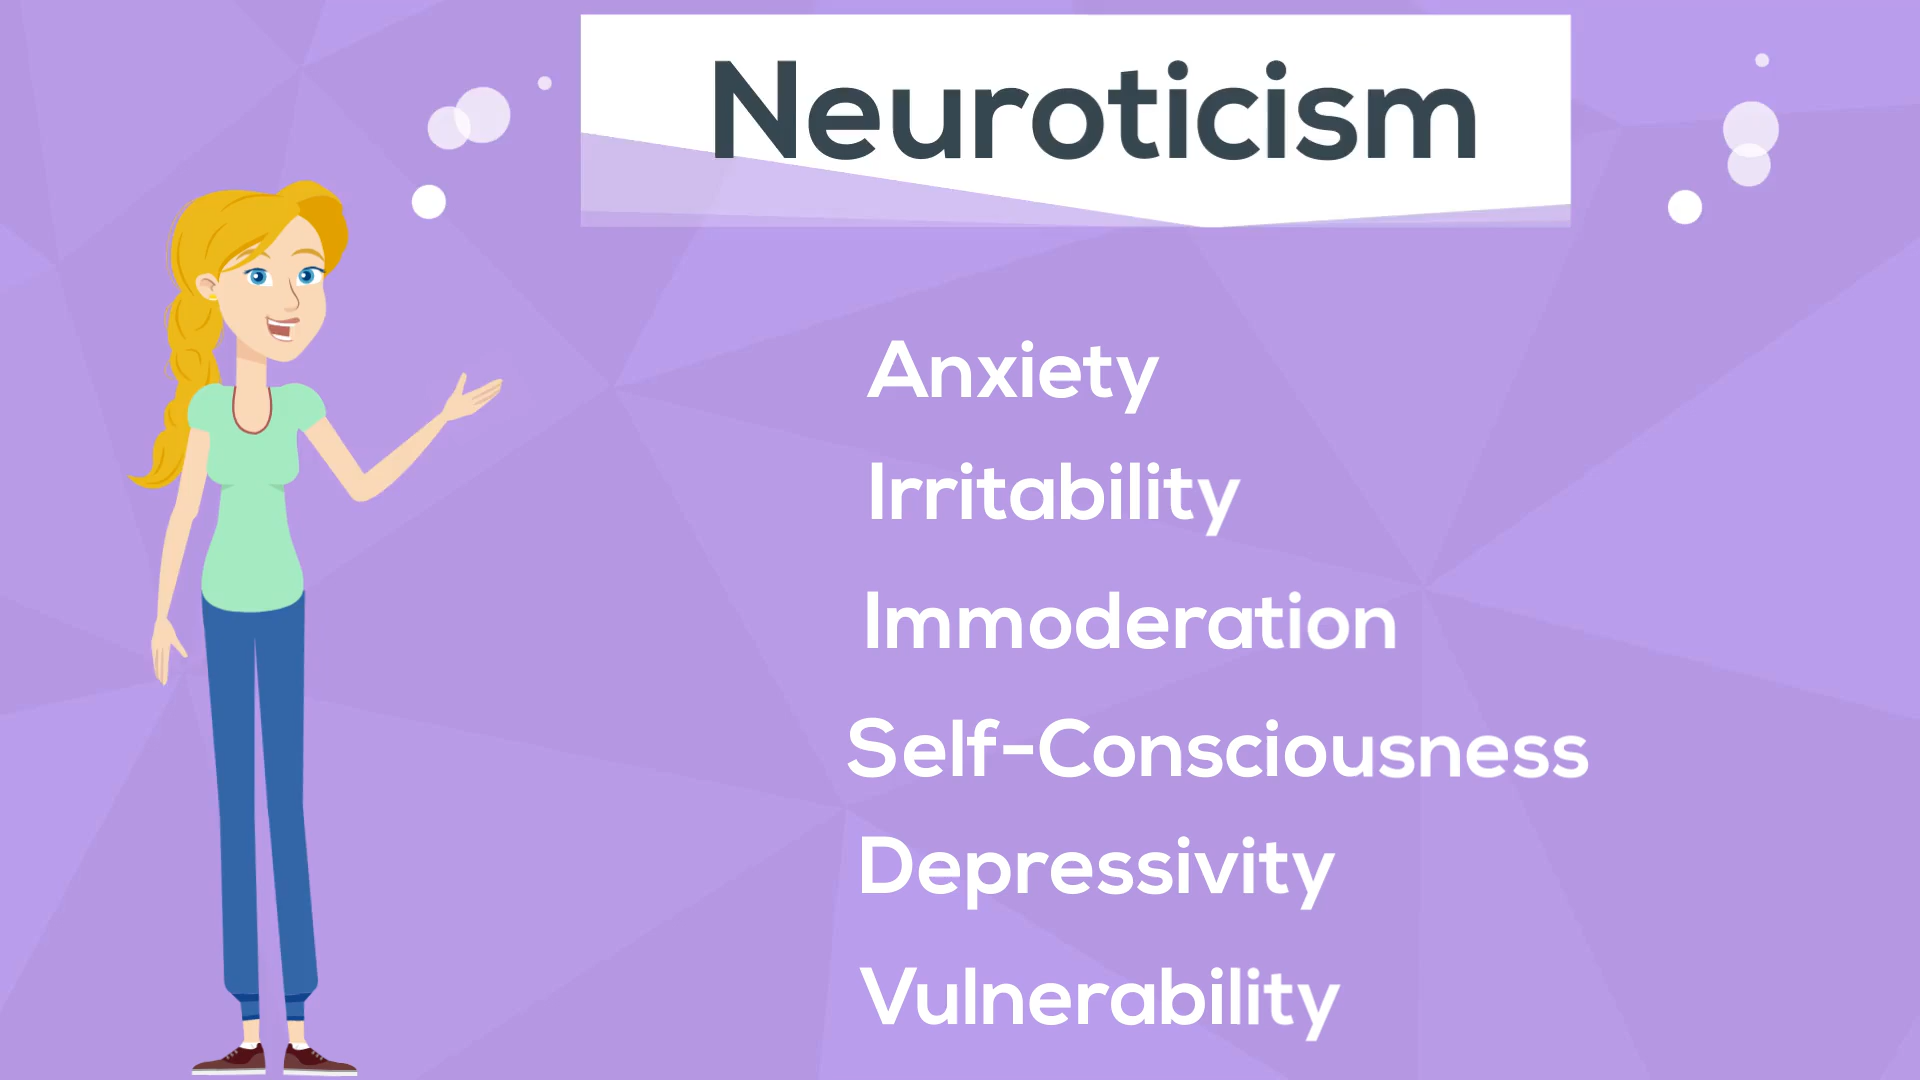 Neuroticism
Anxiety
Irritability
Immoderation
Self-Consciousness
Depressivity
Vulnerability